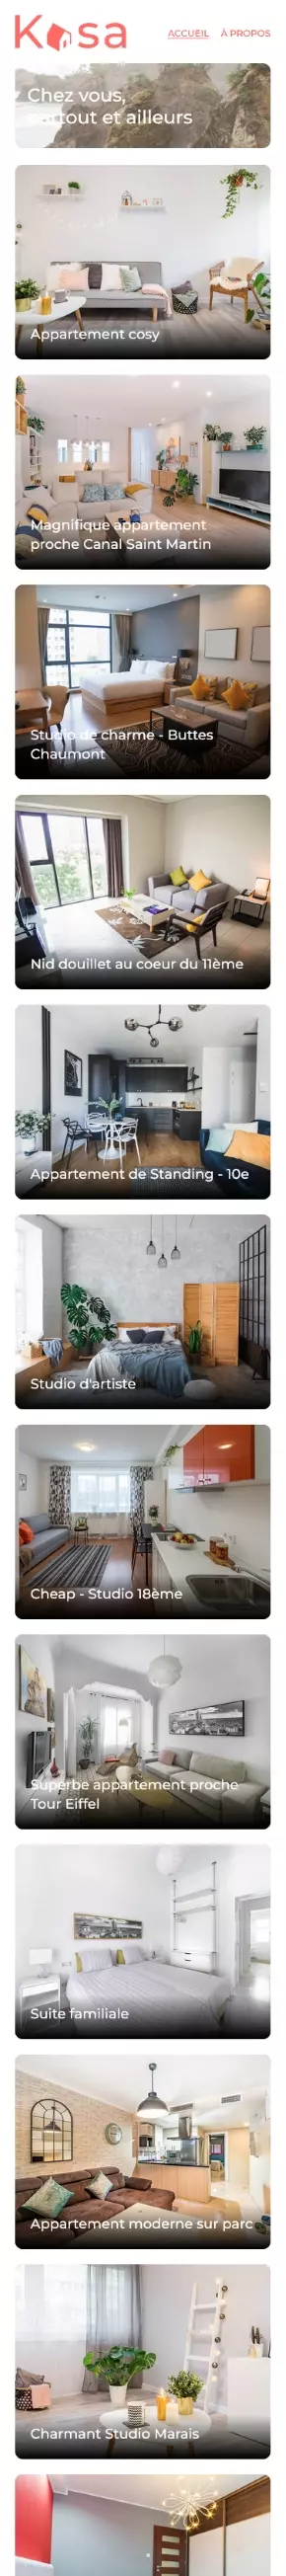 Kasa
ACCUEIL À PROPOS
Chez vous,
partout et ailleurs
Appartement cosy
Magnifique appartement
proche Canal Saint Martin
Studio de charme - Buttes
Chaumont
Nid douillet au coeur du 11ème
Appartement de Standing - 10e
Studio d'artiste
Cheap - Studio 18ème
Superbe appartement proche
Tour Eiffel
Suite familiale
Appartement moderne sur parc
Charmant Studio Marais